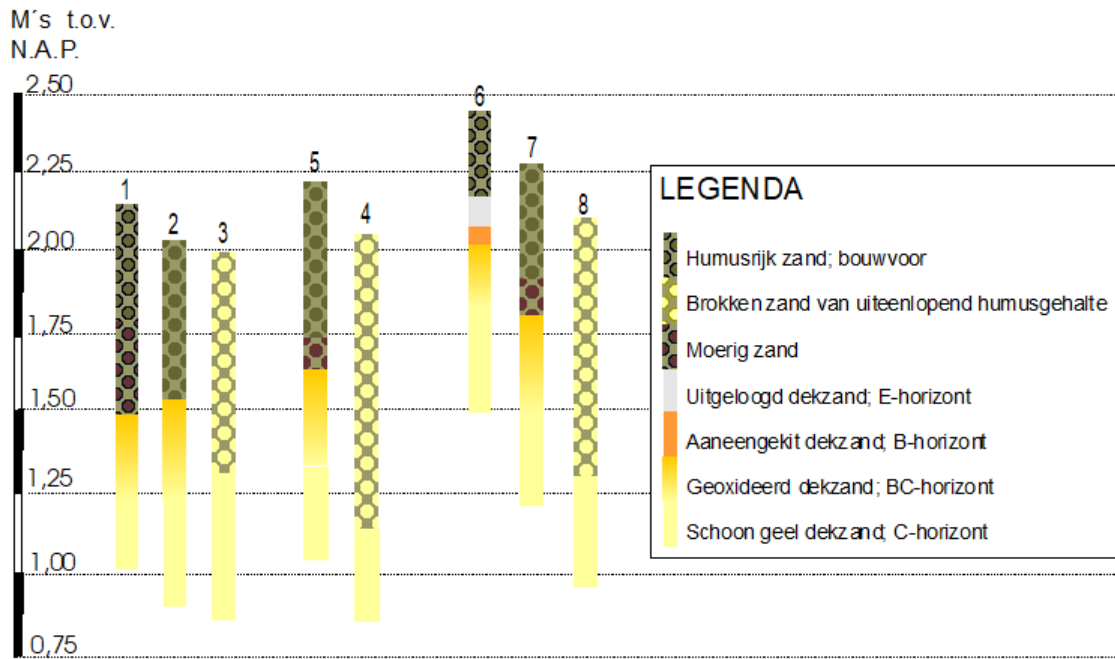 M´s t.o.v.
N.A.P.
2,50
6
2,25
7
1
5
2
3
4
8
2,00
1,75
1,50
1,25
1,00
0,75
LEGENDA
Humusrijk zand; bouwvoor
Brokken zand van uiteenlopend humusgehalte
Moerig zand
Uitgeloogd dekzand; E-horizont
Aaneengekit dekzand; B-horizont
Geoxideerd dekzand; BC-horizont
Schoon geel dekzand; C-horizont